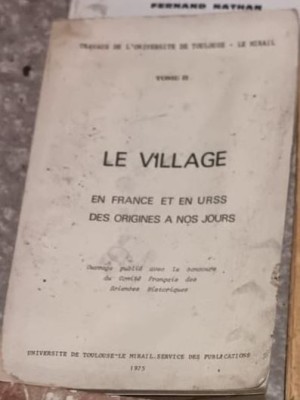 FERNAND NATHAN
TRAVAUX DE L'UNIVERSITE DE TOULOUSE - LE MIRAIL
TOME
LE VILLAGE
EN FRANCE ET EN URSS
DES ORIGINES A NOS JOURS
Ouvrage publié avec le concours
du Comité Français des
Sciences Historiques
UNIVERSITE DE TOULOUSE-LE MIRAIL.SERVICE DES PUBLICATIONS
1975